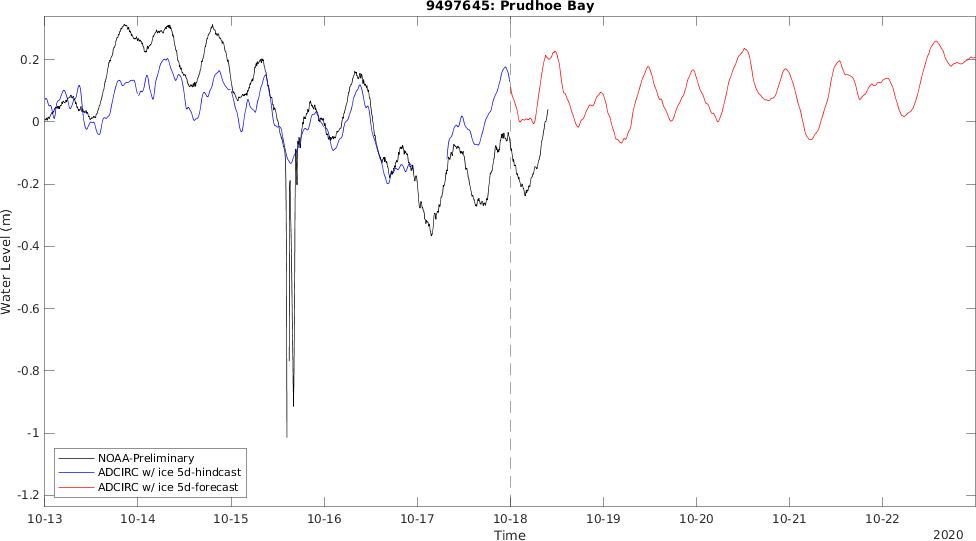 9497645: Prudhoe Bay
Water Level (m)
0.2
0
-0.2
-0.4
-0.6
-0.8
-1
-1.2
NOAA-Preliminary
ADCIRC w/ ice 5d-hindcast
ADCIRC w/ ice 5d-forecast
10-13 10-14 10-15 10-16 10-17 10-18 10-19 10-20 10-21 10-22
Time
2020